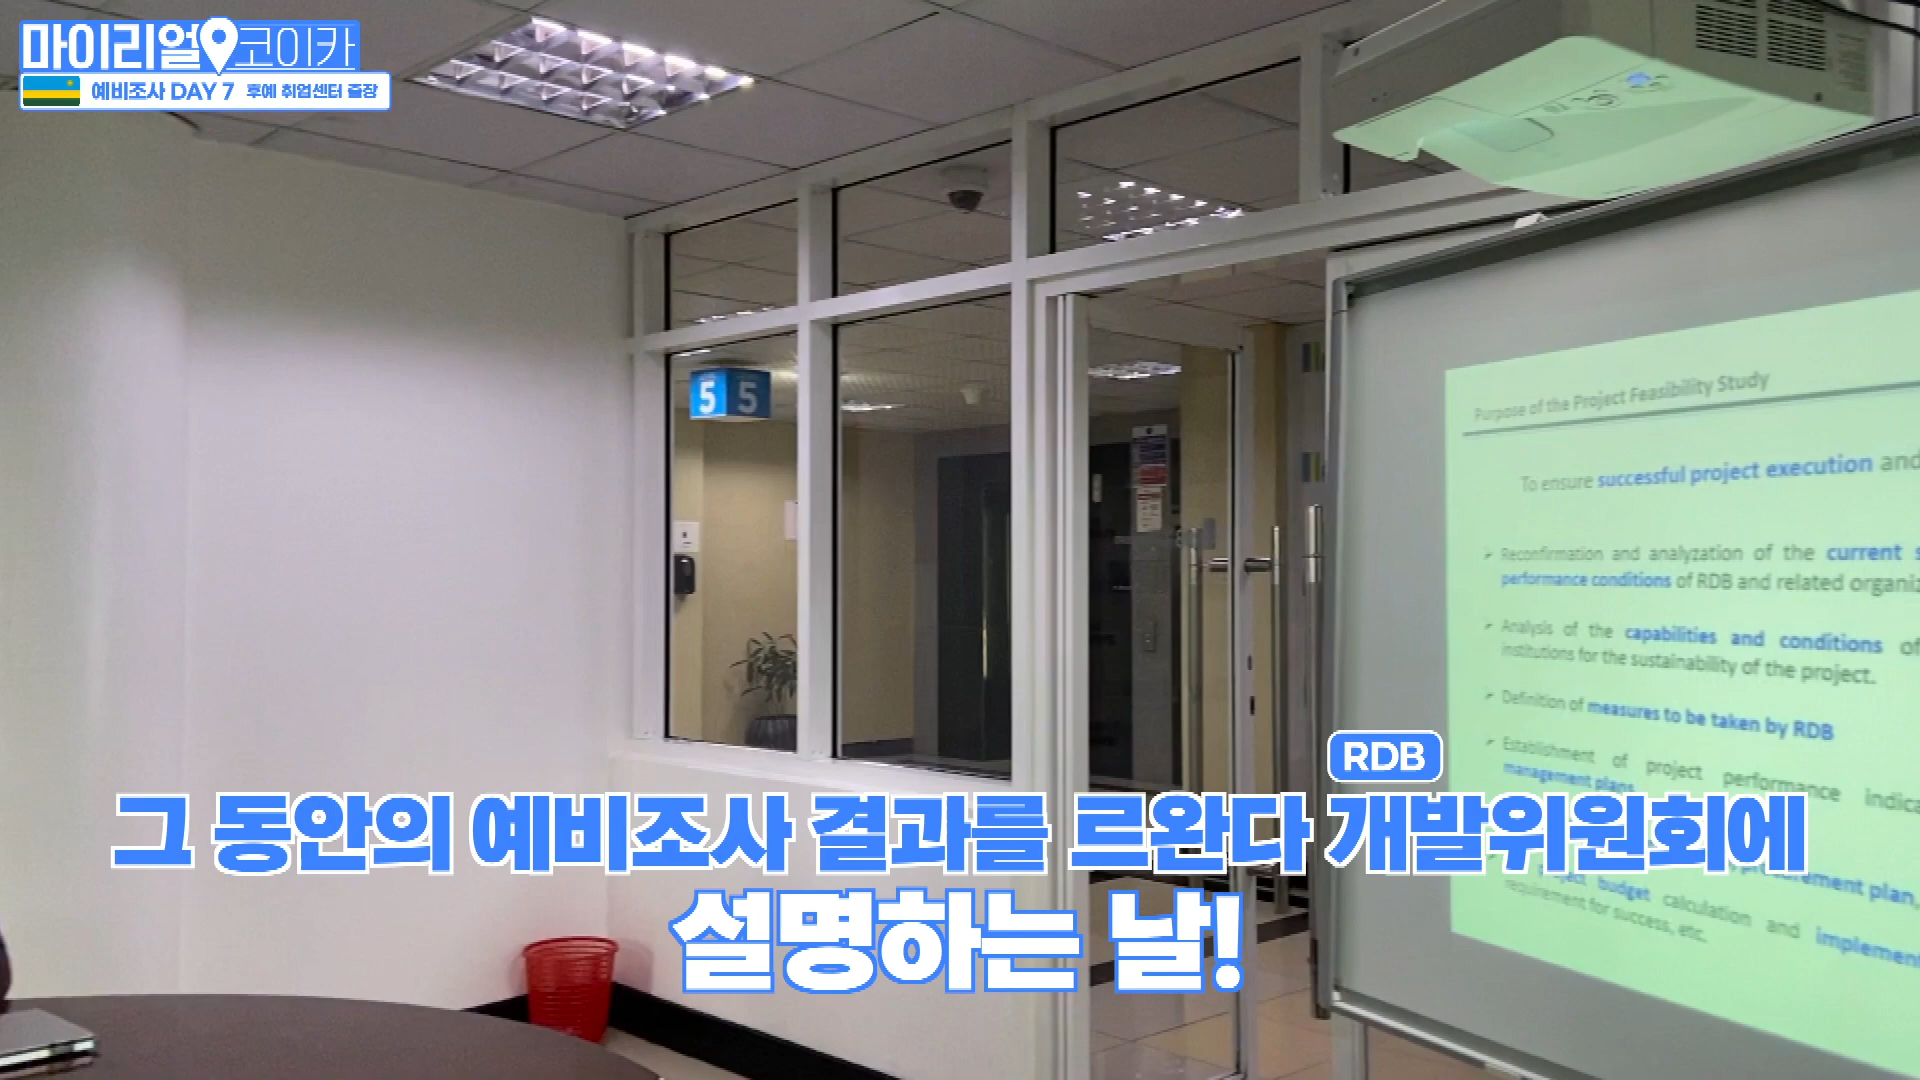 마이리얼 코이카
예비조사 DAY 7 후예 취업센터 출장
5 5
Purpose of the Project Feasibility Study
To ensure successful project execution and
Reconfirmation and analyzation of the current
performance conditions of RDB and related
Analysis of the capabilities and conditions of
institutions for the sustainability of the project.
Definition of measures to be taken by RDB
Establishment of project performance
management plans
project budget calculation and
requirement for success, etc.
RDB
그 동안의 예비조사 결과를 르완다 개발위원회에
설명하는 날!